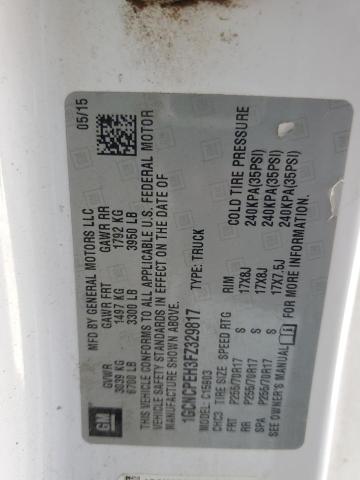 MFD BY GENERAL MOTORS LLC 05/15
GVWR GAWR FRT GAWR RR
3039 KG 1497 KG 1792 KG
6700 LB 3300 LB 3950 LB
THIS VEHICLE CONFORMS TO ALL APPLICABLE U.S. FEDERAL MOTOR
VEHICLE SAFETY STANDARDS IN EFFECT ON THE DATE OF
MANUFACTURE SHOWN ABOVE.
1GCNCPEH3FZ329817 TYPE: TRUCK
GM
MODEL: C15903
CHC3 TIRE SIZE SPEED RTG RIM COLD TIRE PRESSURE
FRT P255/70R17 S 17X8J 240KPA(35PSI)
RR P255/70R17 S 17X8J 240KPA(35PSI)
SPA P255/70R17 S 17X7.5J 240KPA(35PSI)
SEE OWNER'S MANUAL FOR ADDITIONAL INFORMATION.